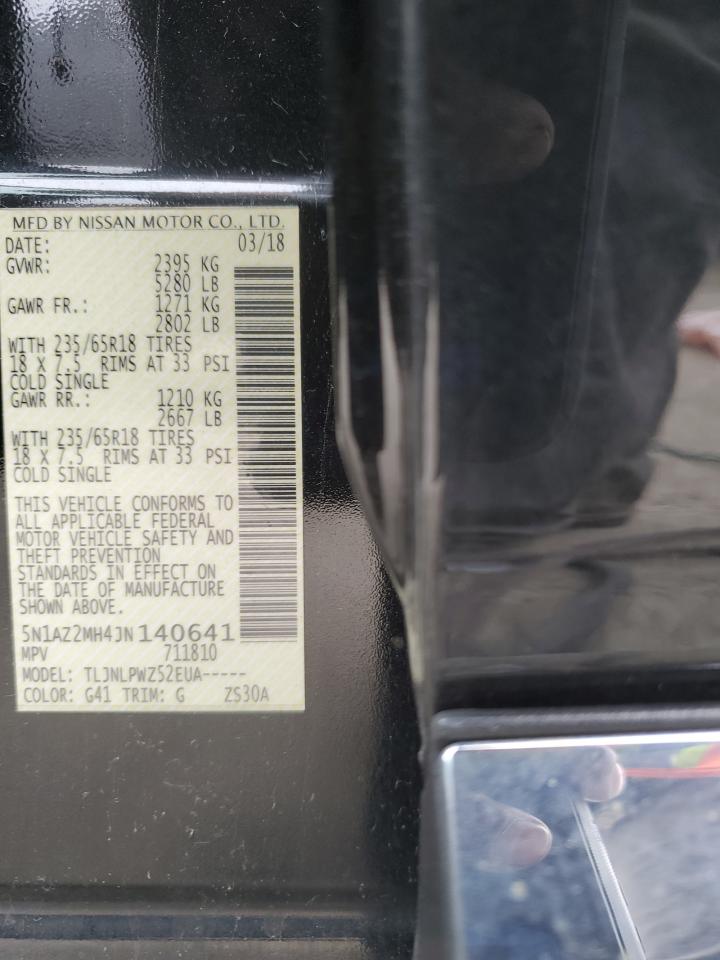 MFD BY NISSAN MOTOR CO., LTD.
DATE: 03/18
GVWR: 2395 KG
5280 LB
GAWR FR.: 1271 KG
2802 LB
WITH 235/65R18 TIRES
18 X 7.5 RIMS AT 33 PSI
COLD SINGLE
GAWR RR.: 1210 KG
2667 LB
WITH 235/65R18 TIRES
18 X 7.5 RIMS AT 33 PSI
COLD SINGLE
THIS VEHICLE CONFORMS TO
ALL APPLICABLE FEDERAL
MOTOR VEHICLE SAFETY AND
THEFT PREVENTION
STANDARDS IN EFFECT ON
THE DATE OF MANUFACTURE
SHOWN ABOVE.
5N1AZ2MH4JN140641
MPV 711810
MODEL: TLJNLPWZ52EUA-----
COLOR: G41 TRIM: G ZS30A